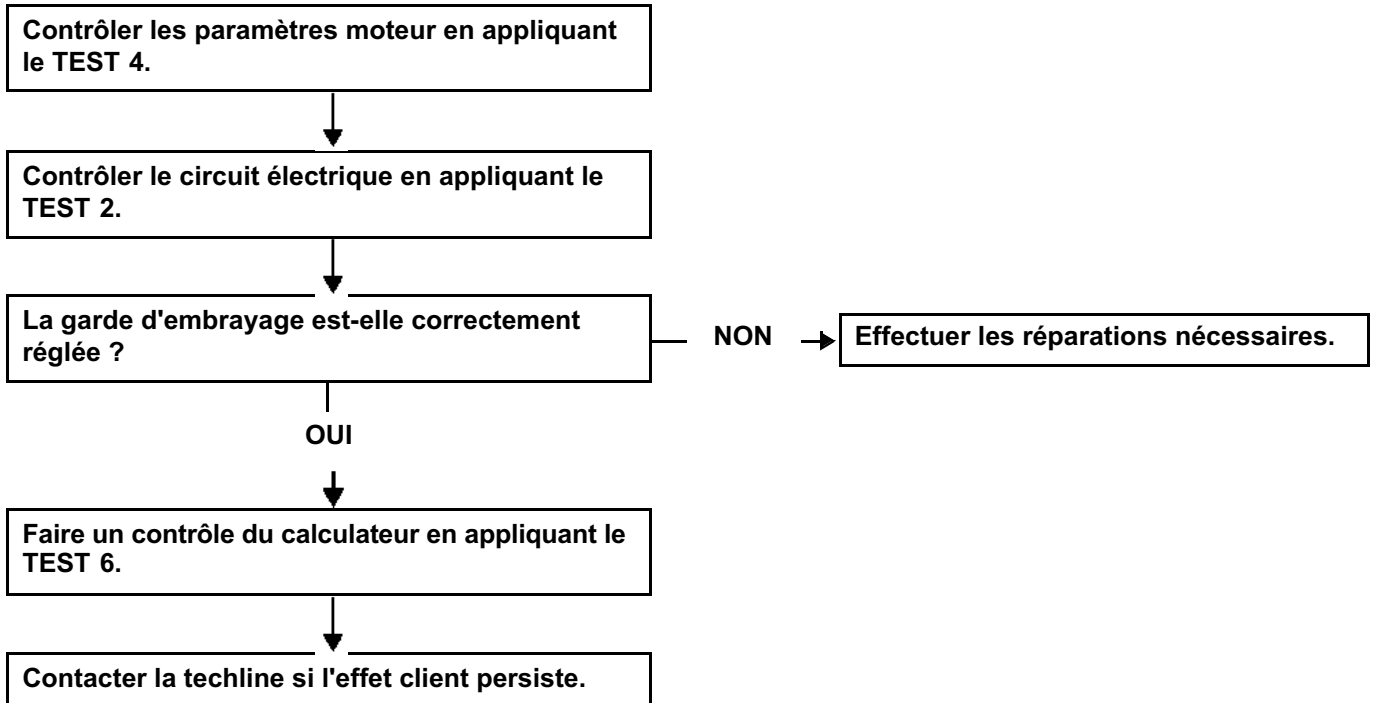 Contrôler les paramètres moteur en appliquant
le TEST 4.
Contrôler le circuit électrique en appliquant le
TEST 2.
La garde d'embrayage est-elle correctement
réglée ?
NON
Effectuer les réparations nécessaires.
OUI
Faire un contrôle du calculateur en appliquant le
TEST 6.
Contacter la techline si l'effet client persiste.